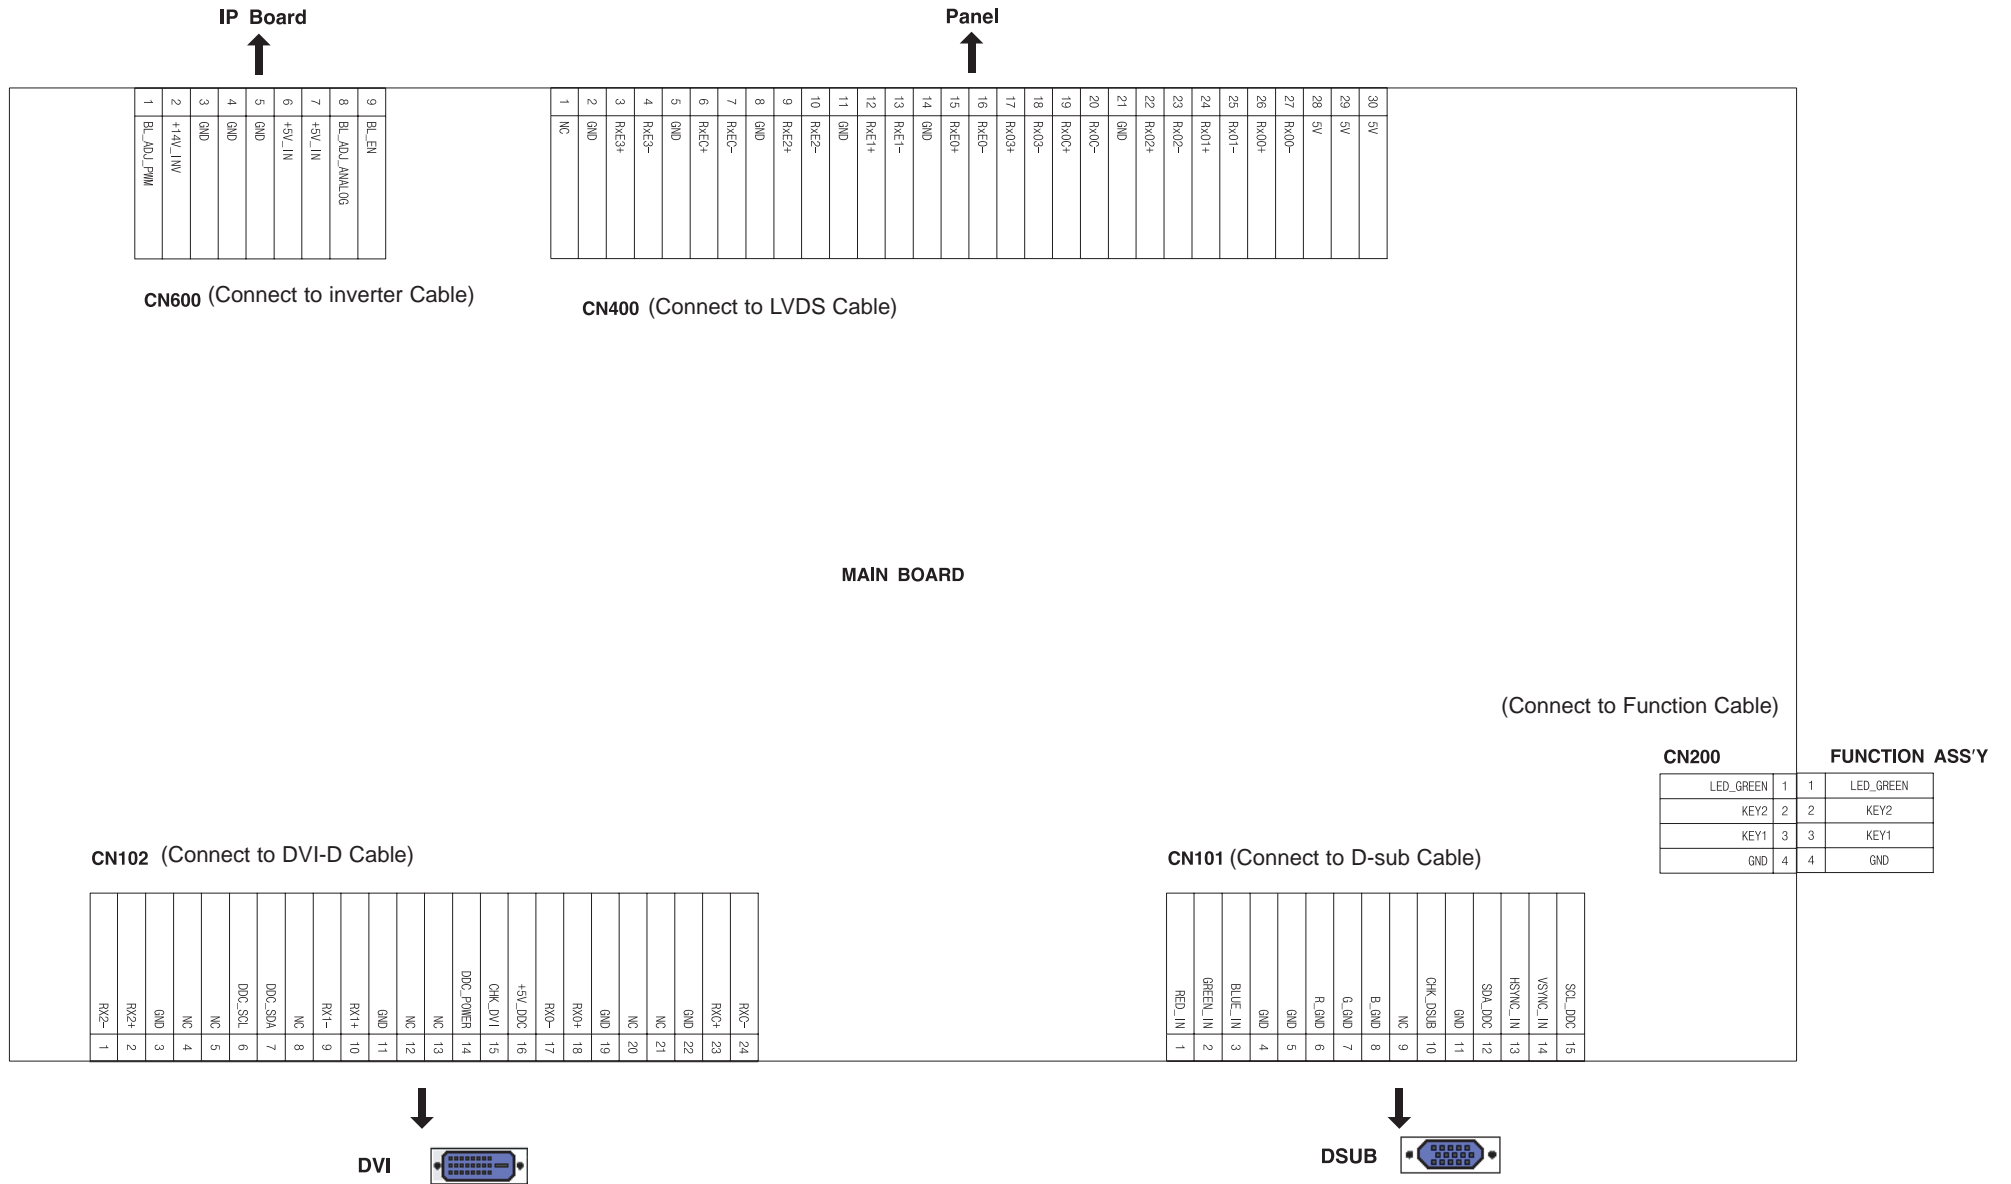 IP Board
Panel
1 2 3 4 5 6 7 8 9
BL_ADJ_PWM +14V_INV GND GND GND +5V_IN +5V_IN BL_ADJ_ANALOG BL_EN
1 2 3 4 5 6 7 8 9 10 11 12 13 14 15 16 17 18 19 20 21 22 23 24 25 26 27 28 29 30
NC GND RxE3+ RxE3- GND RxEC+ RxEC- GND RxE2+ RxE2- GND RxE1+ RxE1- GND RxE0+ RxE0- Rx03+ Rx03- Rx0C+ Rx0C- GND Rx02+ Rx02- Rx01+ Rx01- Rx00+ Rx00- 5V 5V 5V
CN600 (Connect to inverter Cable)
CN400 (Connect to LVDS Cable)
MAIN BOARD
(Connect to Function Cable)
CN200
FUNCTION ASS'Y
LED_GREEN 1 1 LED_GREEN
KEY2 2 2 KEY2
KEY1 3 3 KEY1
GND 4 4 GND
CN102 (Connect to DVI-D Cable)
CN101 (Connect to D-sub Cable)
RX2- RX2+ GND NC NC DDC_SCL DDC_SDA NC RX1- RX1+ GND NC NC DDC_POWER CHK_DVI +5V_DDC RX0- RX0+ GND NC NC GND RXC+ RXC-
1 2 3 4 5 6 7 8 9 10 11 12 13 14 15 16 17 18 19 20 21 22 23 24
RED_IN GREEN_IN BLUE_IN GND GND R_GND G_GND B_GND NC CHK_DSUB GND SDA_DDC HSYNC_IN VSYNC_IN SCL_DDC
1 2 3 4 5 6 7 8 9 10 11 12 13 14 15
DVI
DSUB